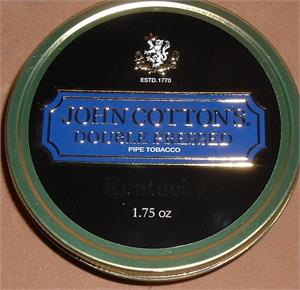 ESTD. 1770
JOHN COTTON'S
DOUBLE PRESSED
PIPE TOBACCO
Kentucky
1.75 oz